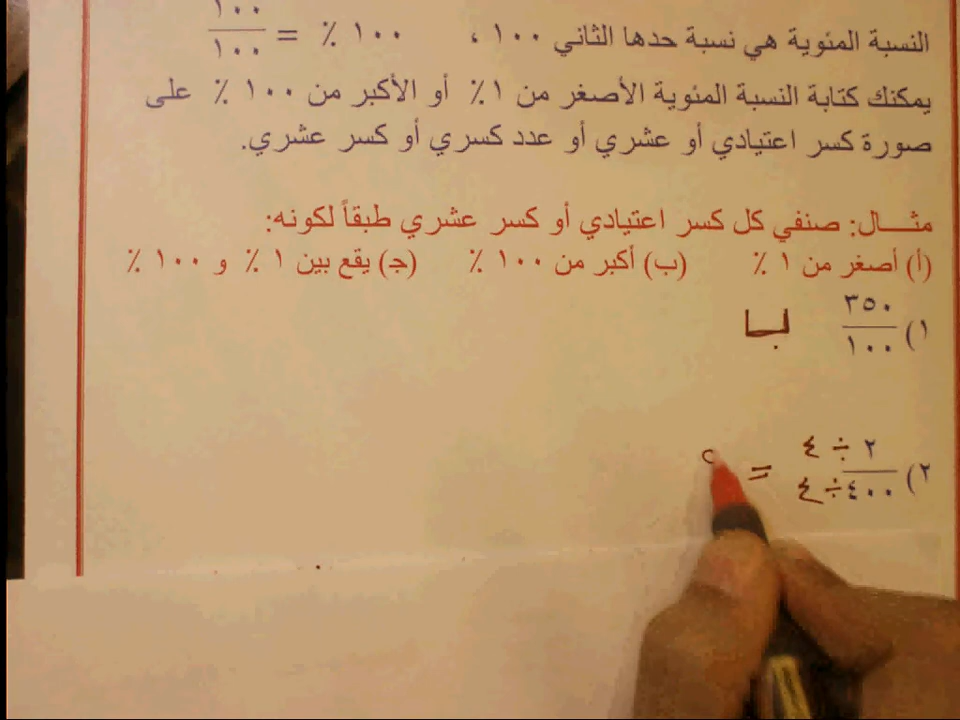 النسبة المئوية هي نسبة حدها الثاني ١٠٠ ، ١٠٠ ٪ = ١٠٠/١٠٠
يمكنك كتابة النسبة المئوية الأصغر من ١٪ أو الأكبر من ١٠٠ ٪ على
صورة كسر اعتيادي أو عشري أو عدد كسري أو كسر عشري.
مثـــال: صنفي كل كسر اعتيادي أو كسر عشري طبقاً لكونه:
(أ) أصغر من ١ ٪ (ب) أكبر من ١٠٠ ٪ (ج) يقع بين ١ ٪ و ١٠٠ ٪
١) ٣٥٠/١٠٠ ب
٢) ٢ ÷ ٤ / ٤٠٠ ÷ ٤ =